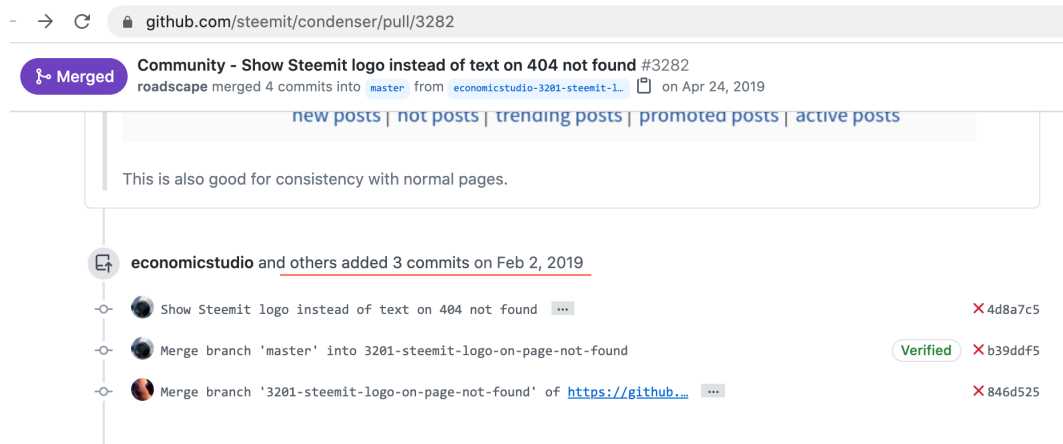 github.com/steemit/condenser/pull/3282
Merged
Community - Show Steemit logo instead of text on 404 not found #3282
roadscape merged 4 commits into master from economicstudio-3201-steemit-l… on Apr 24, 2019
new posts | hot posts | trending posts | promoted posts | active posts
This is also good for consistency with normal pages.
economicstudio and others added 3 commits on Feb 2, 2019
Show Steemit logo instead of text on 404 not found ... 4d8a7c5
Merge branch 'master' into 3201-steemit-logo-on-page-not-found Verified b39ddf5
Merge branch '3201-steemit-logo-on-page-not-found' of https://github.… ... 846d525